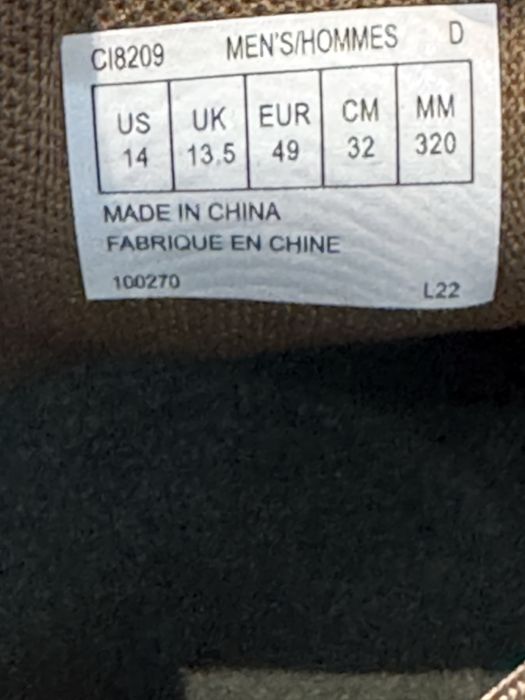 CI8209 MEN'S/HOMMES D
US UK EUR CM MM
14 13.5 49 32 320
MADE IN CHINA
FABRIQUE EN CHINE
100270 L22